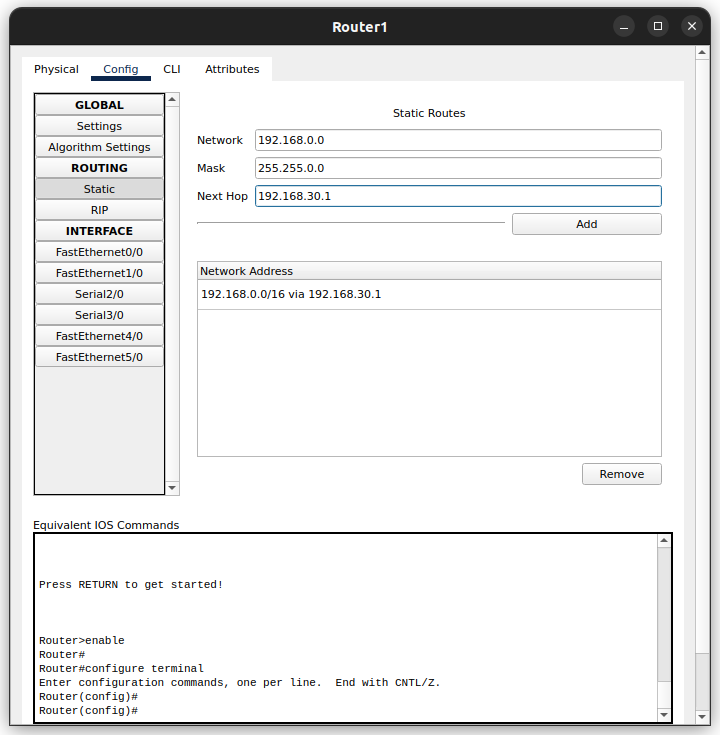 Router1
Physical Config CLI Attributes
GLOBAL
Settings
Algorithm Settings
ROUTING
Static
RIP
INTERFACE
FastEthernet0/0
FastEthernet1/0
Serial2/0
Serial3/0
FastEthernet4/0
FastEthernet5/0
Static Routes
Network 192.168.0.0
Mask 255.255.0.0
Next Hop 192.168.30.1
Add
Network Address
192.168.0.0/16 via 192.168.30.1
Remove
Equivalent IOS Commands
Press RETURN to get started!
Router>enable
Router#
Router#configure terminal
Enter configuration commands, one per line.  End with CNTL/Z.
Router(config)#
Router(config)#